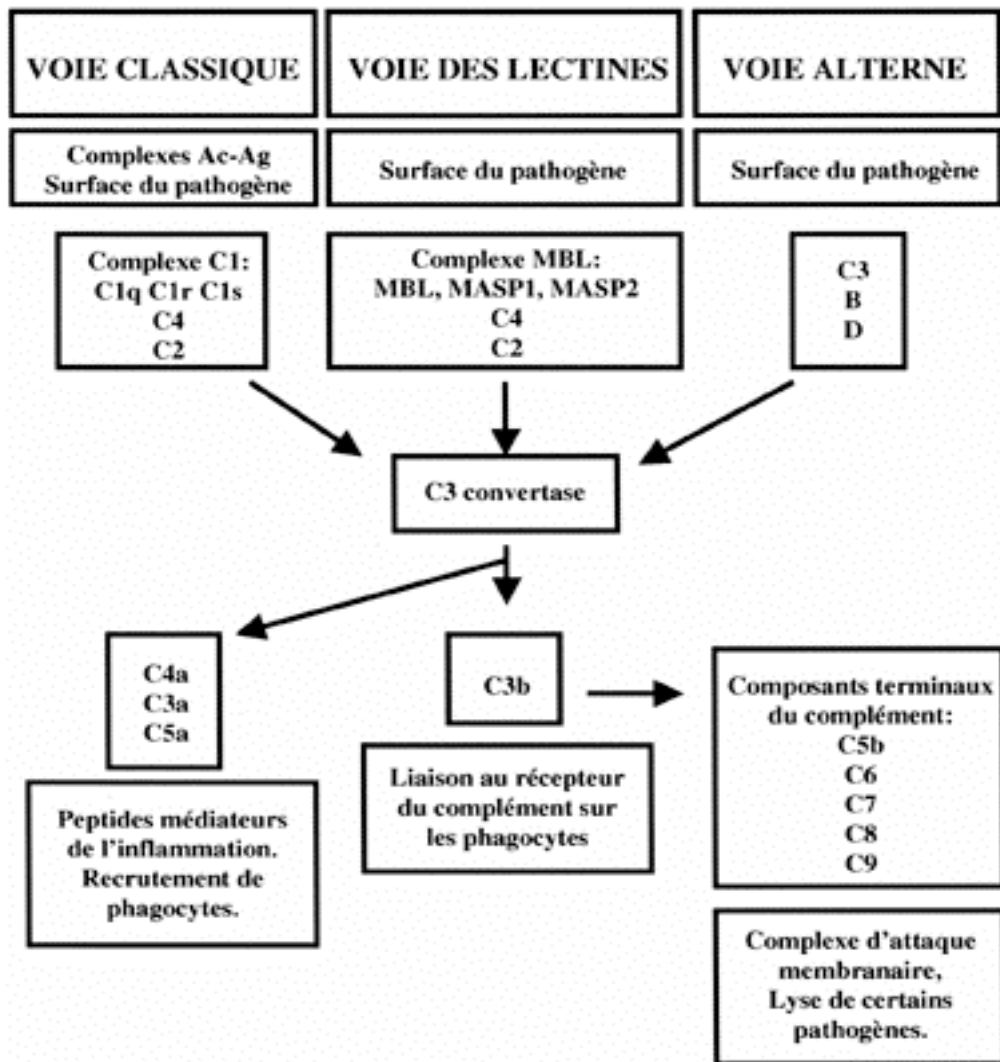 VOIE CLASSIQUE
VOIE DES LECTINES
VOIE ALTERNE
Complexes Ac-Ag
Surface du pathogène
Surface du pathogène
Surface du pathogène
Complexe C1:
C1q C1r C1s
C4
C2
Complexe MBL:
MBL, MASP1, MASP2
C4
C2
C3
B
D
C3 convertase
C4a
C3a
C5a
Peptides médiateurs
de l'inflammation.
Recrutement de
phagocytes.
C3b
Liaison au récepteur
du complément sur
les phagocytes
Composants terminaux
du complément:
C5b
C6
C7
C8
C9
Complexe d'attaque
membranaire,
Lyse de certains
pathogènes.